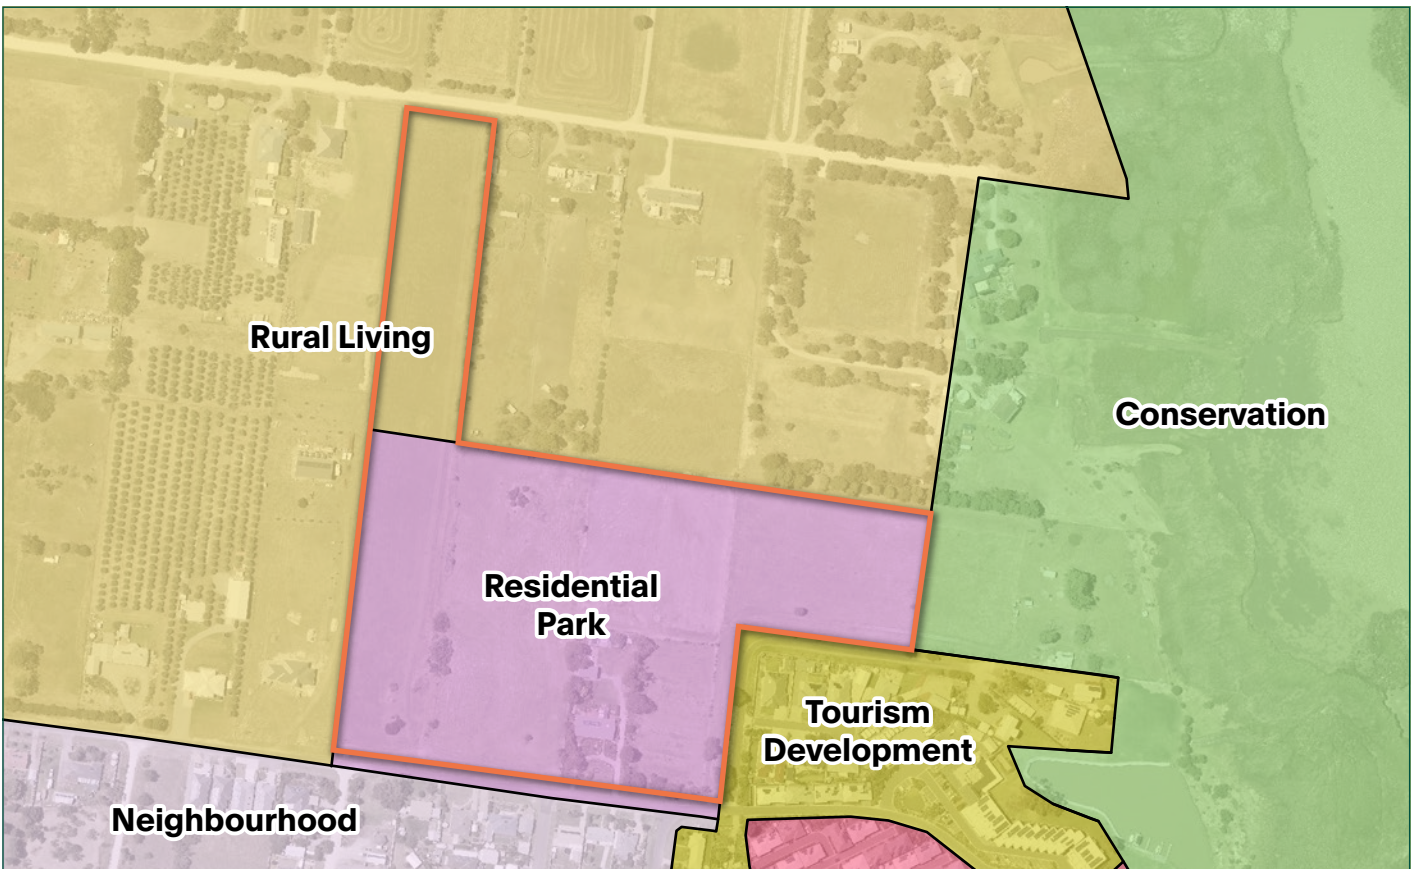 Rural Living
Conservation
Residential
Park
Tourism
Development
Neighbourhood